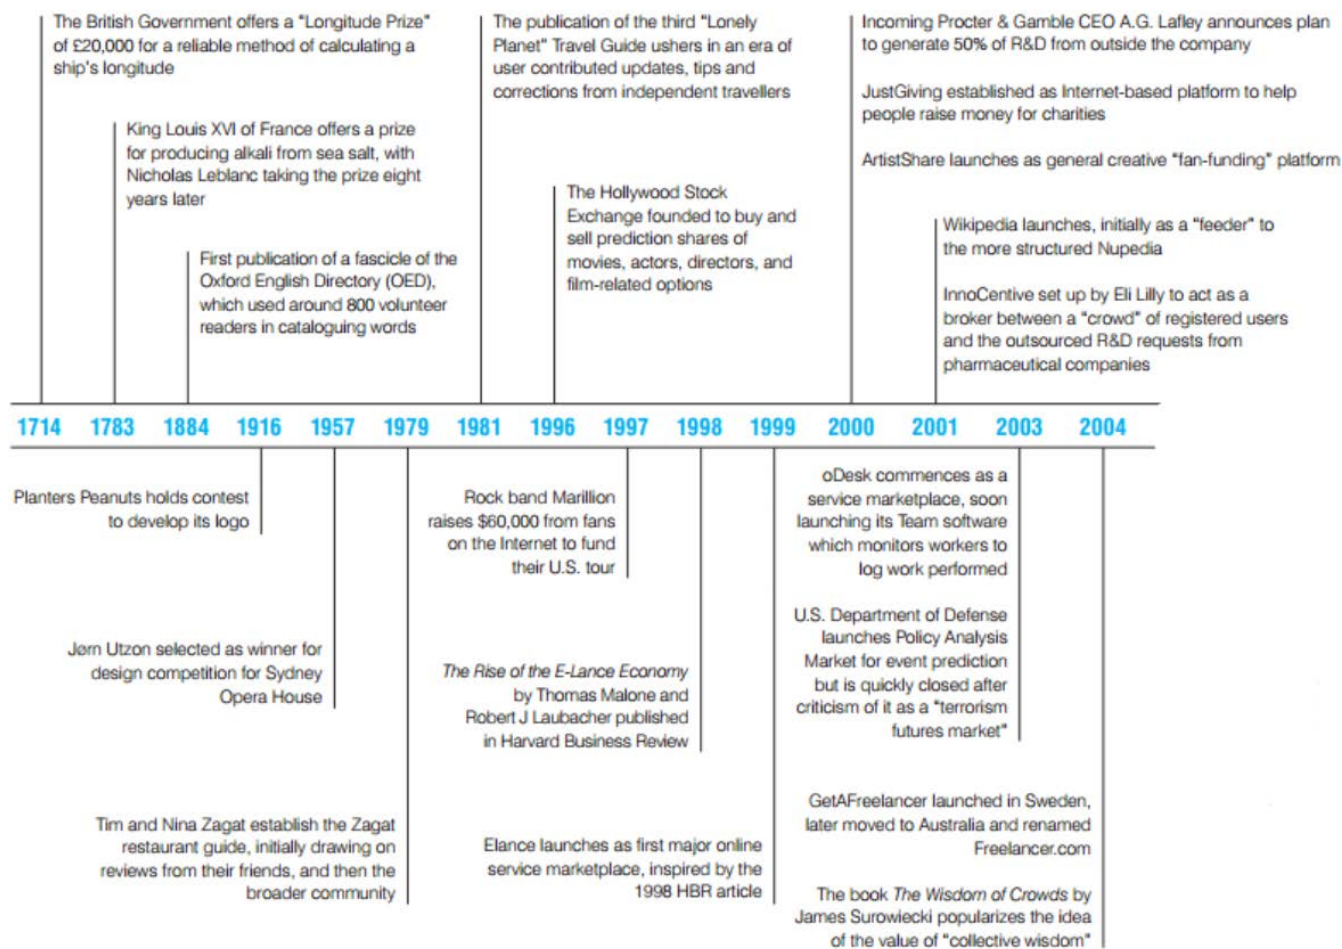 The British Government offers a "Longitude Prize"
of £20,000 for a reliable method of calculating a
ship's longitude
King Louis XVI of France offers a prize
for producing alkali from sea salt, with
Nicholas Leblanc taking the prize eight
years later
First publication of a fascicle of the
Oxford English Directory (OED),
which used around 800 volunteer
readers in cataloguing words
The publication of the third "Lonely
Planet" Travel Guide ushers in an era of
user contributed updates, tips and
corrections from independent travellers
The Hollywood Stock
Exchange founded to buy and
sell prediction shares of
movies, actors, directors, and
film-related options
Incoming Procter & Gamble CEO A.G. Lafley announces plan
to generate 50% of R&D from outside the company
JustGiving established as Internet-based platform to help
people raise money for charities
ArtistShare launches as general creative "fan-funding" platform
Wikipedia launches, initially as a "feeder" to
the more structured Nupedia
InnoCentive set up by Eli Lilly to act as a
broker between a "crowd" of registered users
and the outsourced R&D requests from
pharmaceutical companies
1714 1783 1884 1916 1957 1979 1981 1996 1997 1998 1999 2000 2001 2003 2004
Planters Peanuts holds contest
to develop its logo
Jørn Utzon selected as winner for
design competition for Sydney
Opera House
Tim and Nina Zagat establish the Zagat
restaurant guide, initially drawing on
reviews from their friends, and then the
broader community
Rock band Marillion
raises $60,000 from fans
on the Internet to fund
their U.S. tour
The Rise of the E-Lance Economy
by Thomas Malone and
Robert J Laubacher published
in Harvard Business Review
Elance launches as first major online
service marketplace, inspired by the
1998 HBR article
oDesk commences as a
service marketplace, soon
launching its Team software
which monitors workers to
log work performed
U.S. Department of Defense
launches Policy Analysis
Market for event prediction
but is quickly closed after
criticism of it as a "terrorism
futures market"
GetAFreelancer launched in Sweden,
later moved to Australia and renamed
Freelancer.com
The book The Wisdom of Crowds by
James Surowiecki popularizes the idea
of the value of "collective wisdom"